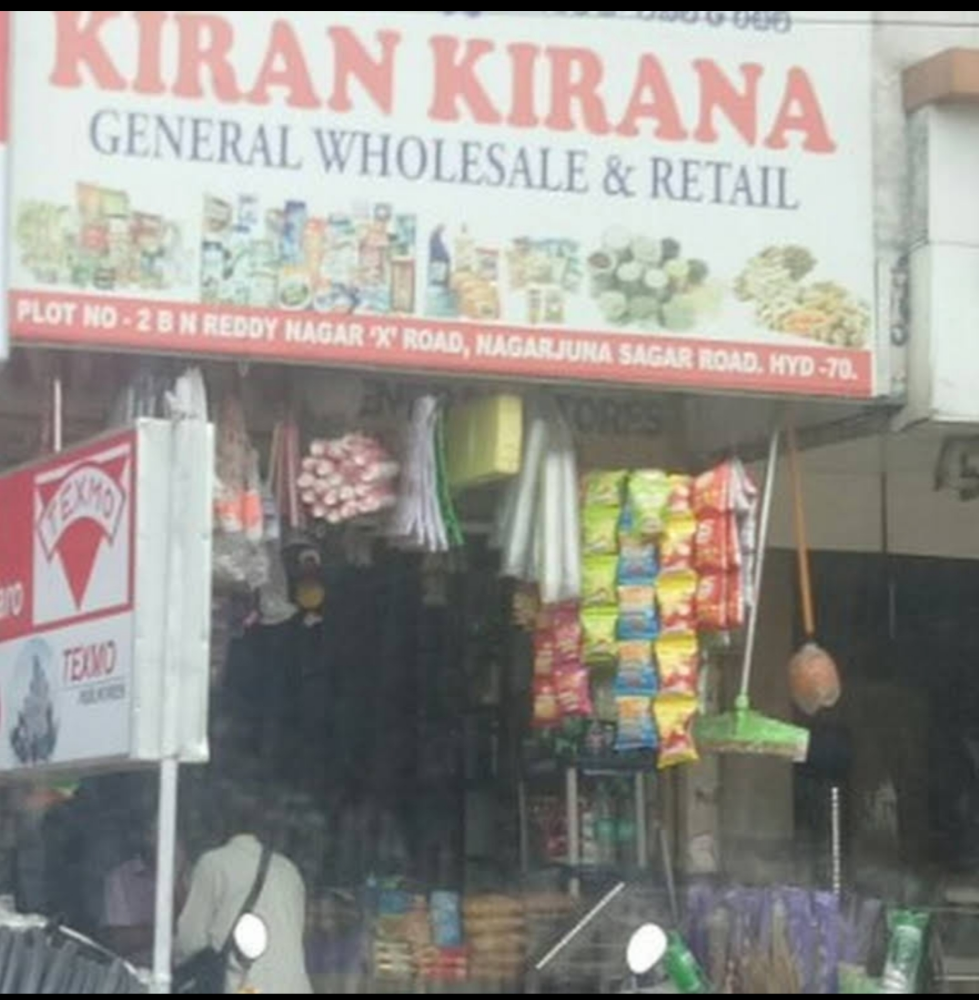 KIRAN KIRANA
GENERAL WHOLESALE & RETAIL
PLOT NO - 2 B N REDDY NAGAR 'X' ROAD, NAGARJUNA SAGAR ROAD. HYD -70.
TEXMO
TEXMO